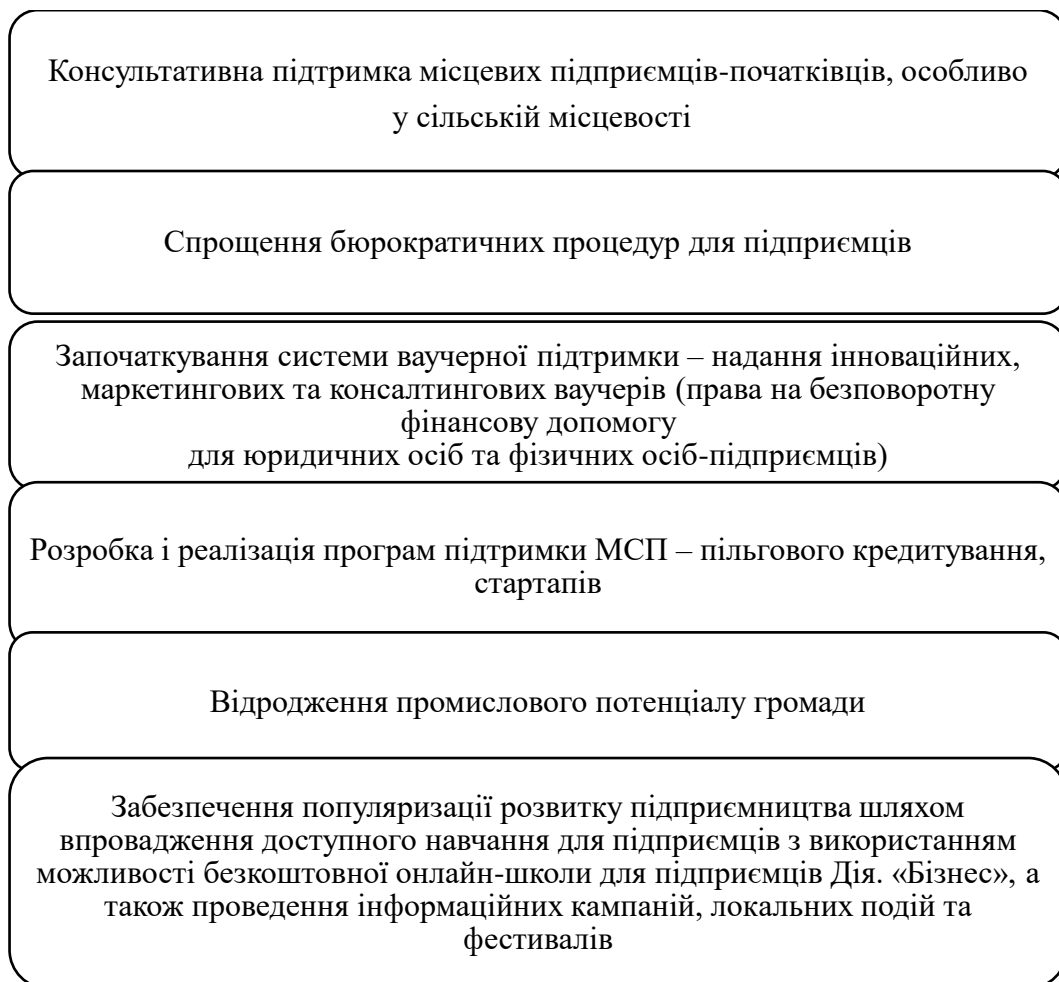 Консультативна підтримка місцевих підприємців-початківців, особливо
у сільській місцевості
Спрощення бюрократичних процедур для підприємців
Започаткування системи ваучерної підтримки – надання інноваційних,
маркетингових та консалтингових ваучерів (права на безповоротну
фінансову допомогу
для юридичних осіб та фізичних осіб-підприємців)
Розробка і реалізація програм підтримки МСП – пільгового кредитування,
стартапів
Відродження промислового потенціалу громади
Забезпечення популяризації розвитку підприємництва шляхом
впровадження доступного навчання для підприємців з використанням
можливості безкоштовної онлайн-школи для підприємців Дія. «Бізнес», а
також проведення інформаційних кампаній, локальних подій та
фестивалів